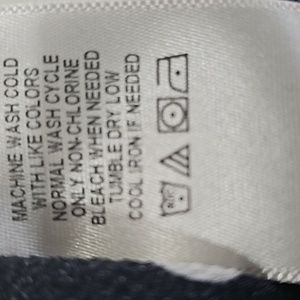 MACHINE WASH COLD
WITH LIKE COLORS
NORMAL WASH CYCLE
ONLY NON-CHLORINE
BLEACH WHEN NEEDED
TUMBLE DRY LOW
COOL IRON IF NEEDED